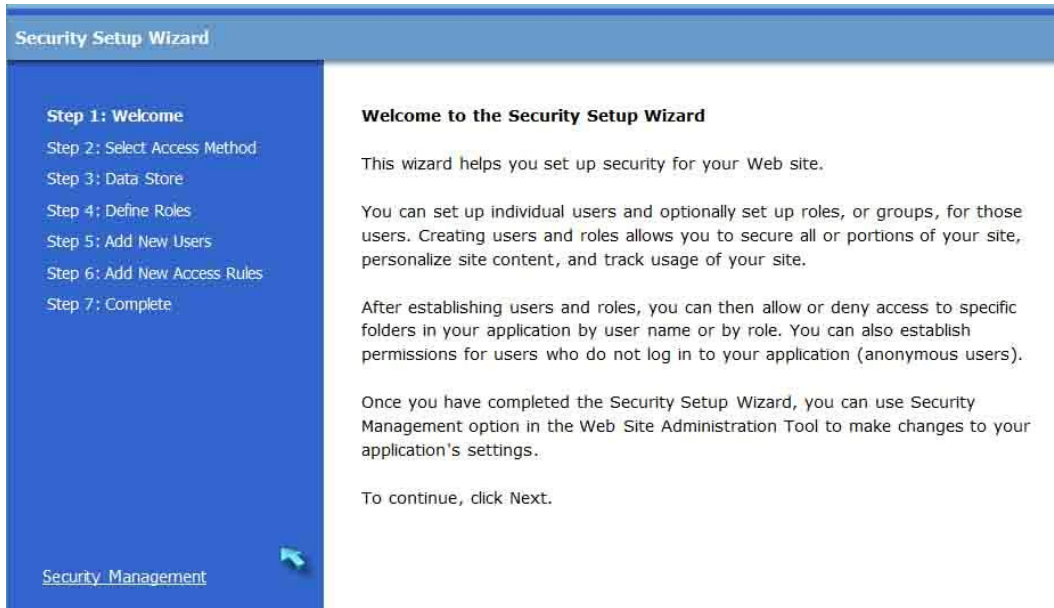 Security Setup Wizard
Step 1: Welcome
Step 2: Select Access Method
Step 3: Data Store
Step 4: Define Roles
Step 5: Add New Users
Step 6: Add New Access Rules
Step 7: Complete
Security Management
Welcome to the Security Setup Wizard
This wizard helps you set up security for your Web site.
You can set up individual users and optionally set up roles, or groups, for those
users. Creating users and roles allows you to secure all or portions of your site,
personalize site content, and track usage of your site.
After establishing users and roles, you can then allow or deny access to specific
folders in your application by user name or by role. You can also establish
permissions for users who do not log in to your application (anonymous users).
Once you have completed the Security Setup Wizard, you can use Security
Management option in the Web Site Administration Tool to make changes to your
application's settings.
To continue, click Next.